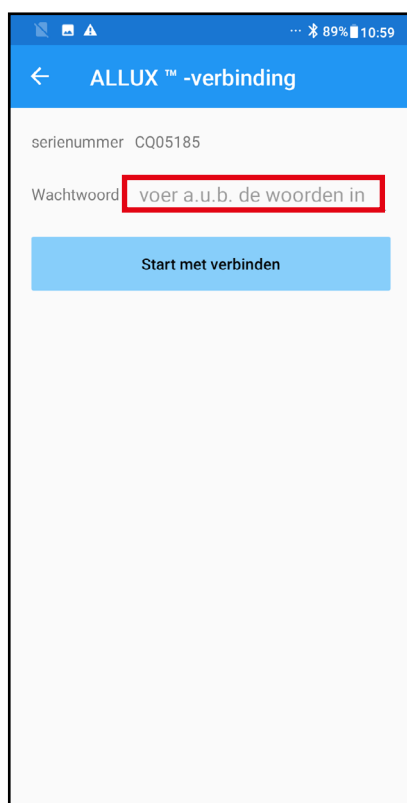 ... 89% 10:59
ALLUX ™ -verbinding
serienummer CQ05185
Wachtwoord voer a.u.b. de woorden in
Start met verbinden